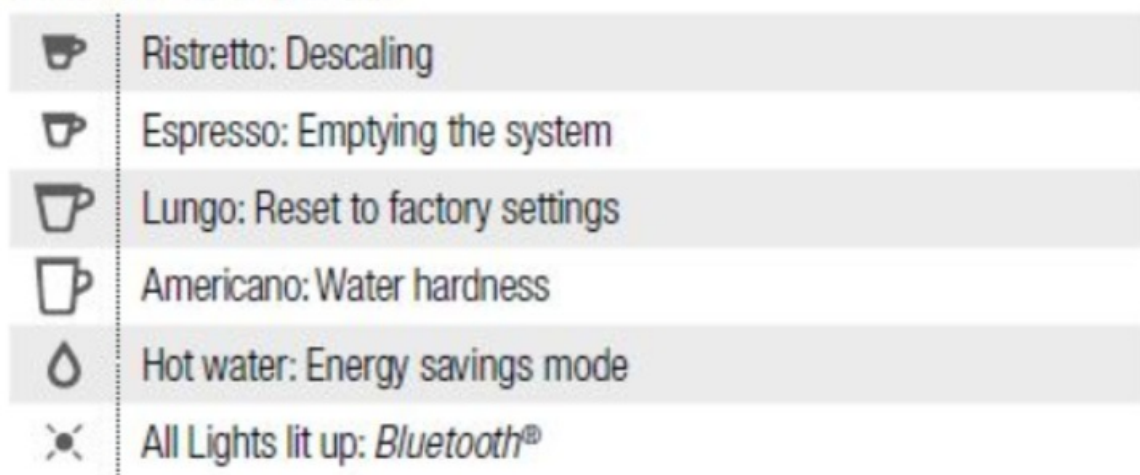 Ristretto: Descaling
Espresso: Emptying the system
Lungo: Reset to factory settings
Americano: Water hardness
Hot water: Energy savings mode
All Lights lit up: Bluetooth®